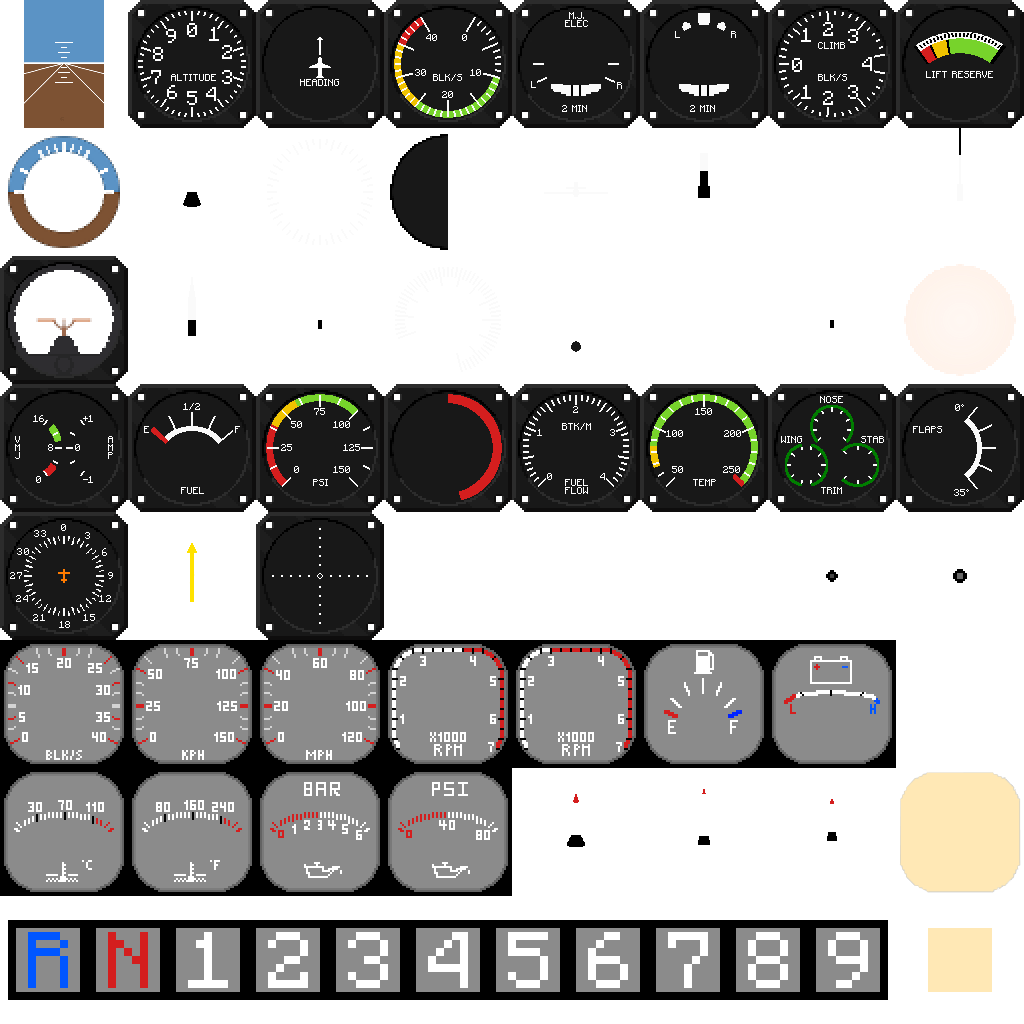 0
9 1
8 2
ALTITUDE
7 3
6 4
5
HEADING
40 0
30 10
BLK/S
20
M.J.
ELEC
L R
2 MIN
L R
2 MIN
2
1 3
CLIMB
0 4
BLK/S
1 3
2
LIFT RESERVE
16 +1
VMJ 8 0 AMP
0 -1
1/2
E F
FUEL
75
50
25 125
0 150
PSI
2
BTK/M
1 3
0 4
FUEL
FLOW
150
100 200
50 250
TEMP
NOSE
WING STAB
TRIM
0°
FLAPS
35°
0
33
30 6
27 9
24 12
21 15
18
20
15 25
10 30
5 35
0 40
BLK/S
75
50 100
25 125
0 150
KPH
60
40 80
20 100
0 120
MPH
3 4
2 5
1 6
X1000 7
RPM
3 4
2 5
1 6
X1000 7
RPM
E F
+ -
L H
30 70 110
°C
80 160 240
°F
BAR
0 1 2 3 4 5 6
PSI
0 40 80
R N 1 2 3 4 5 6 7 8 9